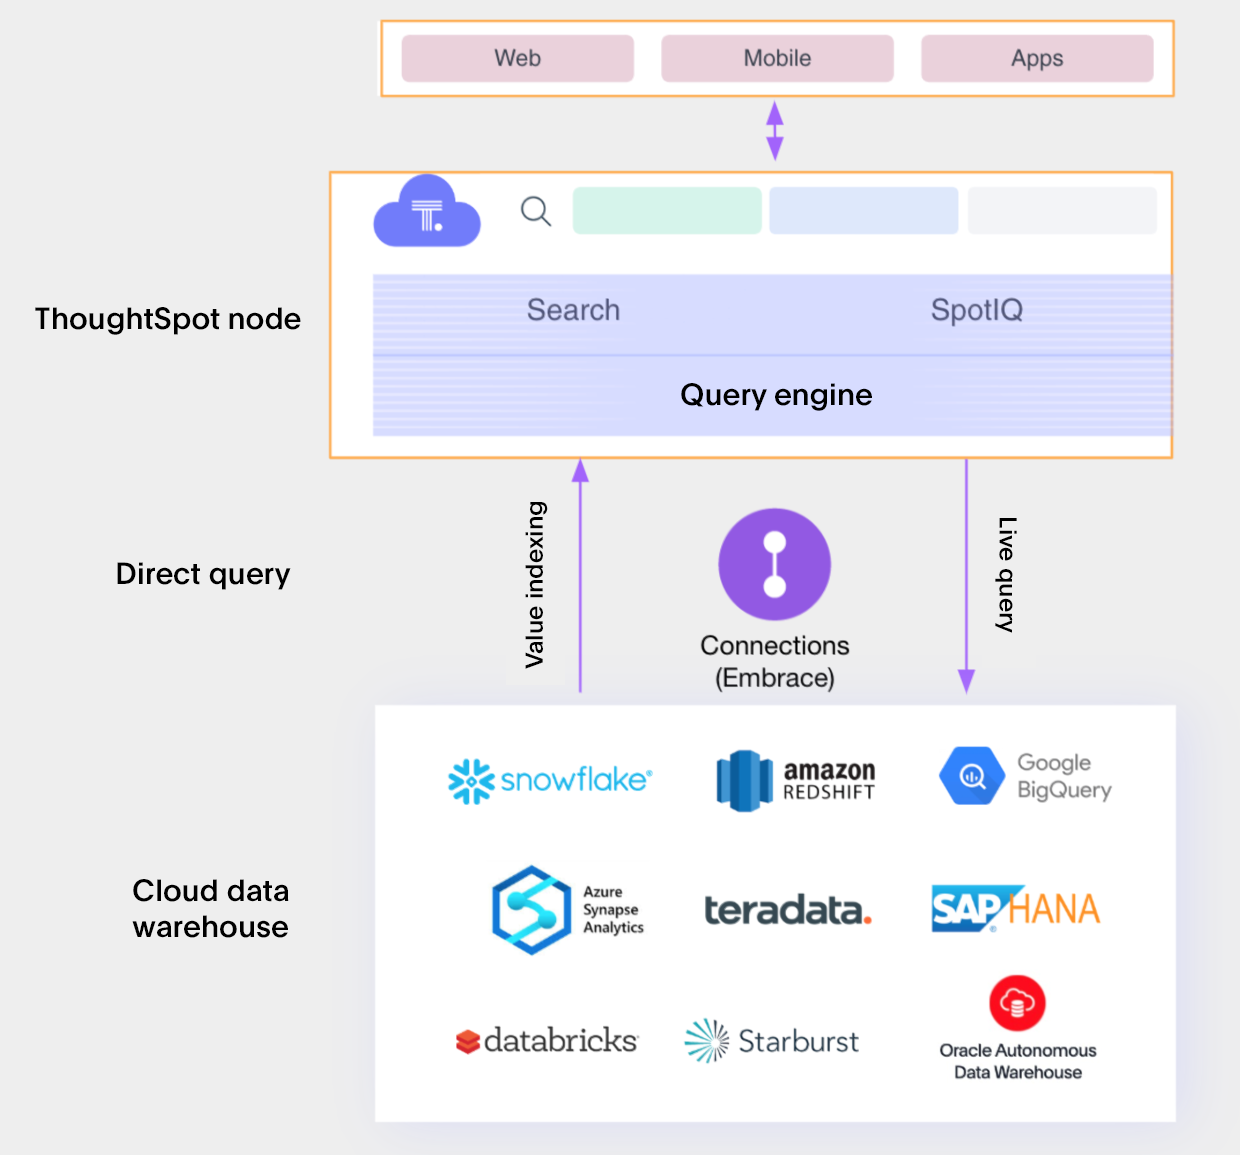 Web
Mobile
Apps
T.
ThoughtSpot node
Search
SpotIQ
Query engine
Direct query
Value indexing
Live query
Connections
(Embrace)
Cloud data
warehouse
snowflake®
amazon
REDSHIFT
Google
BigQuery
Azure
Synapse
Analytics
teradata.
SAP® HANA
databricks
Starburst
Oracle Autonomous
Data Warehouse